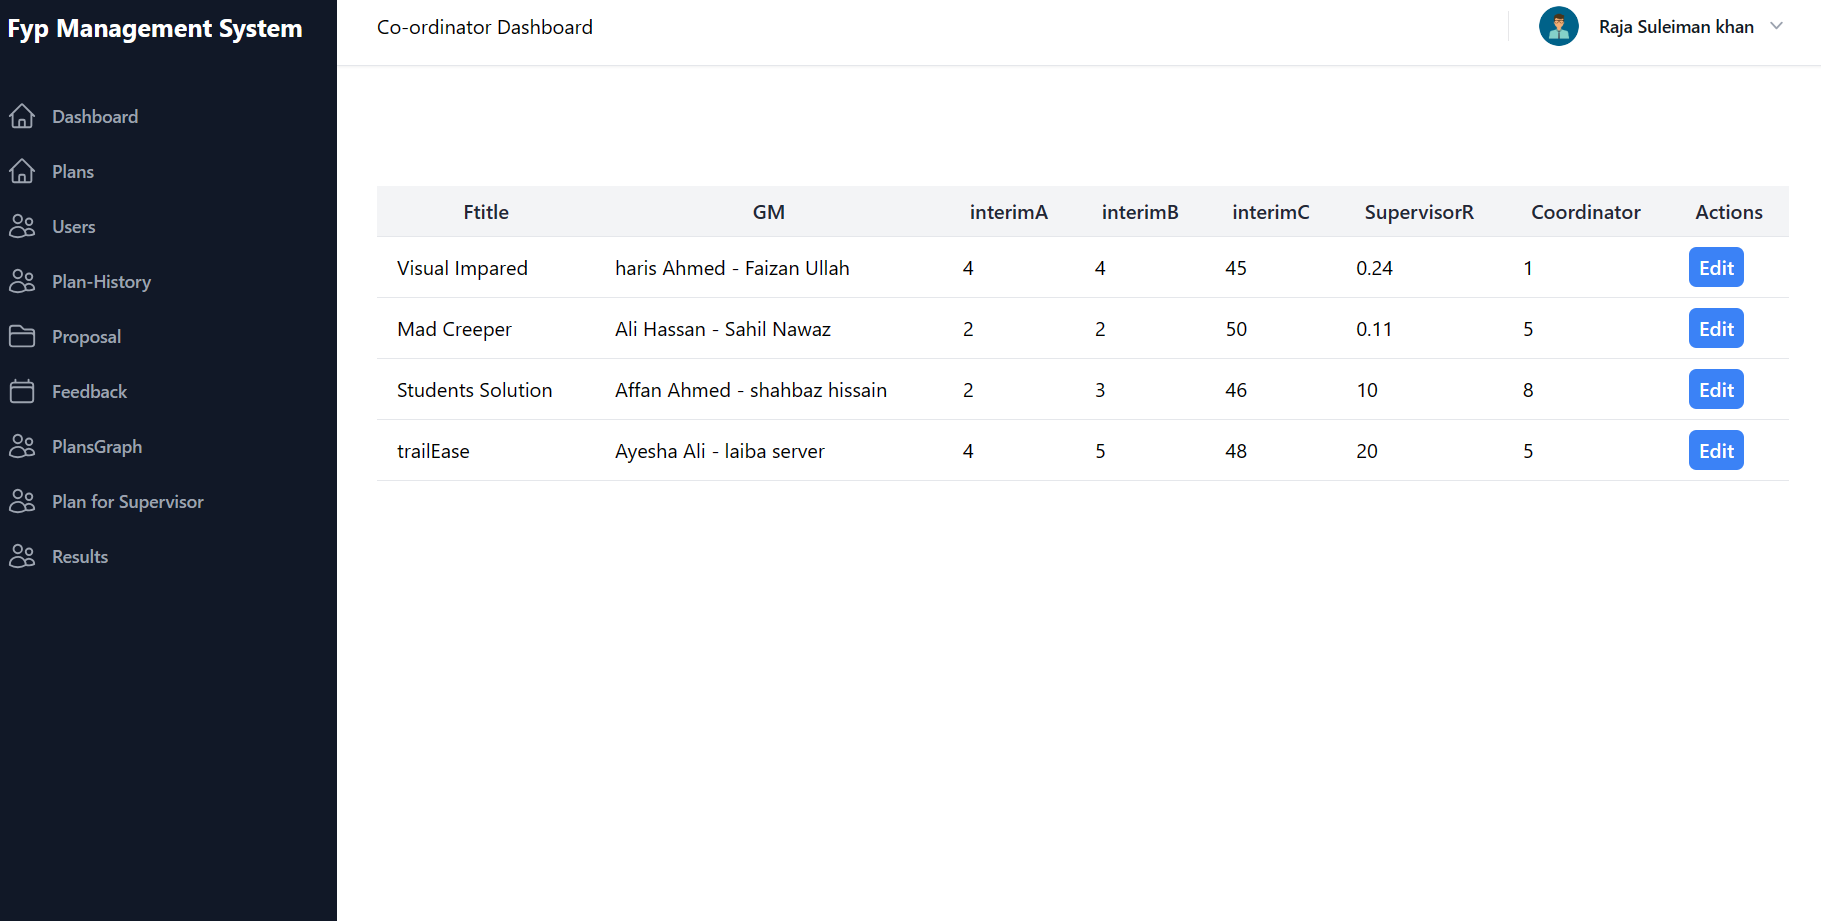 Fyp Management System
Co-ordinator Dashboard
Raja Suleiman khan
Dashboard
Plans
Users
Plan-History
Proposal
Feedback
PlansGraph
Plan for Supervisor
Results
Ftitle GM interimA interimB interimC SupervisorR Coordinator Actions
Visual Impared haris Ahmed - Faizan Ullah 4 4 45 0.24 1 Edit
Mad Creeper Ali Hassan - Sahil Nawaz 2 2 50 0.11 5 Edit
Students Solution Affan Ahmed - shahbaz hissain 2 3 46 10 8 Edit
trailEase Ayesha Ali - laiba server 4 5 48 20 5 Edit